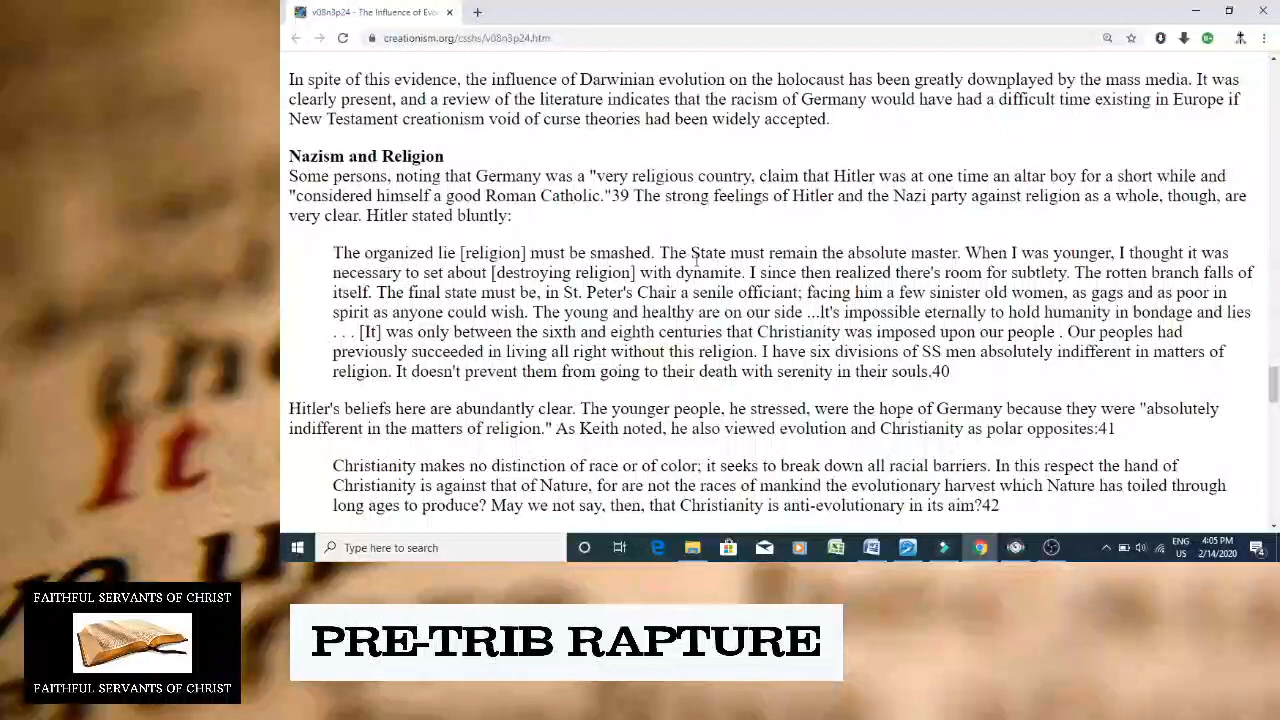 v08n3p24 - The Influence of Evo
creationism.org/csshs/v08n3p24.htm
In spite of this evidence, the influence of Darwinian evolution on the holocaust has been greatly downplayed by the mass media. It was
clearly present, and a review of the literature indicates that the racism of Germany would have had a difficult time existing in Europe if
New Testament creationism void of curse theories had been widely accepted.
Nazism and Religion
Some persons, noting that Germany was a "very religious country, claim that Hitler was at one time an altar boy for a short while and
"considered himself a good Roman Catholic."39 The strong feelings of Hitler and the Nazi party against religion as a whole, though, are
very clear. Hitler stated bluntly:
The organized lie [religion] must be smashed. The State must remain the absolute master. When I was younger, I thought it was
necessary to set about [destroying religion] with dynamite. I since then realized there's room for subtlety. The rotten branch falls of
itself. The final state must be, in St. Peter's Chair a senile officiant; facing him a few sinister old women, as gags and as poor in
spirit as anyone could wish. The young and healthy are on our side ...lt's impossible eternally to hold humanity in bondage and lies
. . . [It] was only between the sixth and eighth centuries that Christianity was imposed upon our people . Our peoples had
previously succeeded in living all right without this religion. I have six divisions of SS men absolutely indifferent in matters of
religion. It doesn't prevent them from going to their death with serenity in their souls.40
Hitler's beliefs here are abundantly clear. The younger people, he stressed, were the hope of Germany because they were "absolutely
indifferent in the matters of religion." As Keith noted, he also viewed evolution and Christianity as polar opposites:41
Christianity makes no distinction of race or of color; it seeks to break down all racial barriers. In this respect the hand of
Christianity is against that of Nature, for are not the races of mankind the evolutionary harvest which Nature has toiled through
long ages to produce? May we not say, then, that Christianity is anti-evolutionary in its aim?42
Type here to search
ENG
US
4:05 PM
2/14/2020
4
It
FAITHFUL SERVANTS OF CHRIST
FAITHFUL SERVANTS OF CHRIST
PRE-TRIB RAPTURE